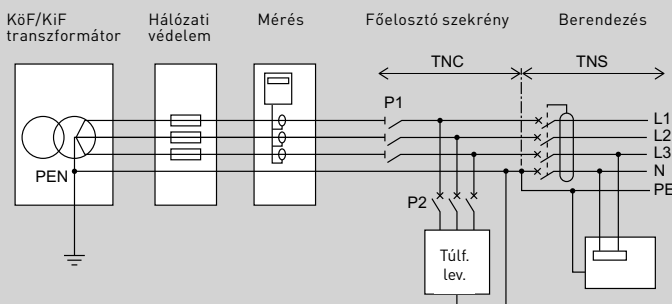 KöF/KiF
transzformátor
Hálózati
védelem
Mérés
Főelosztó szekrény
Berendezés
TNC
TNS
P1
L1
L2
L3
N
PE
PEN
P2
Túlf.
lev.